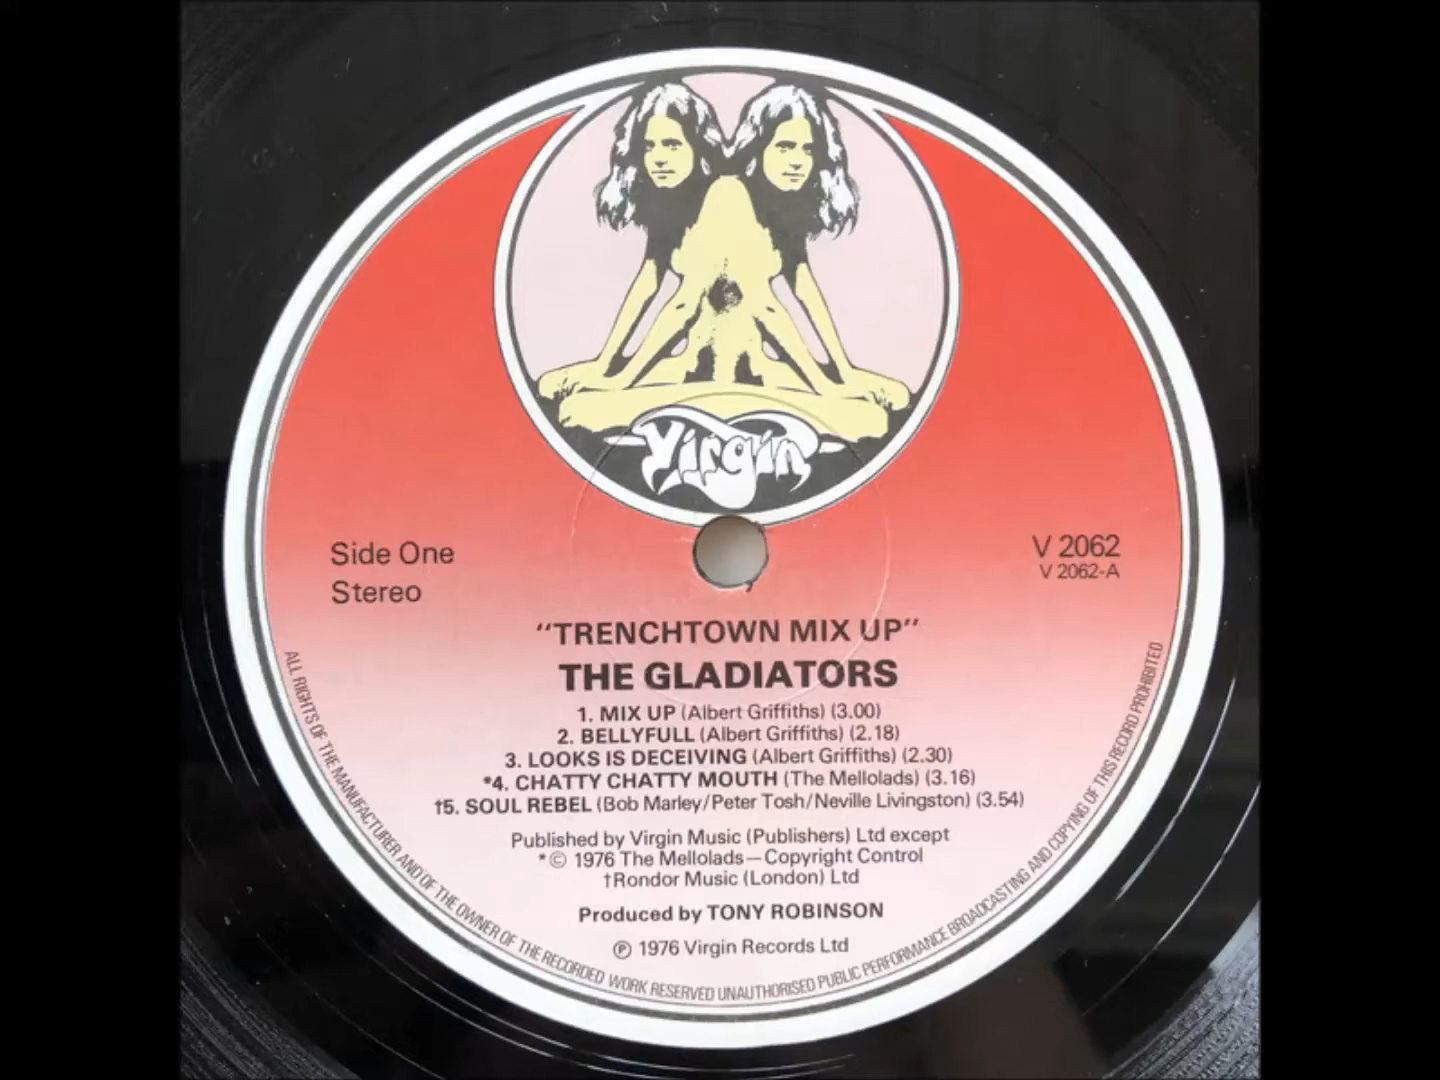 Virgin
Side One
Stereo
V 2062
V 2062-A
"TRENCHTOWN MIX UP"
THE GLADIATORS
1. MIX UP (Albert Griffiths) (3.00)
2. BELLYFULL (Albert Griffiths) (2.18)
3. LOOKS IS DECEIVING (Albert Griffiths) (2.30)
*4. CHATTY CHATTY MOUTH (The Mellolads) (3.16)
†5. SOUL REBEL (Bob Marley/Peter Tosh/Neville Livingston) (3.54)
Published by Virgin Music (Publishers) Ltd except
*© 1976 The Mellolads—Copyright Control
†Rondor Music (London) Ltd
Produced by TONY ROBINSON
℗ 1976 Virgin Records Ltd
ALL RIGHTS OF THE MANUFACTURER AND OF THE OWNER OF THE RECORDED WORK RESERVED UNAUTHORISED PUBLIC PERFORMANCE BROADCASTING AND COPYING OF THIS RECORD PROHIBITED